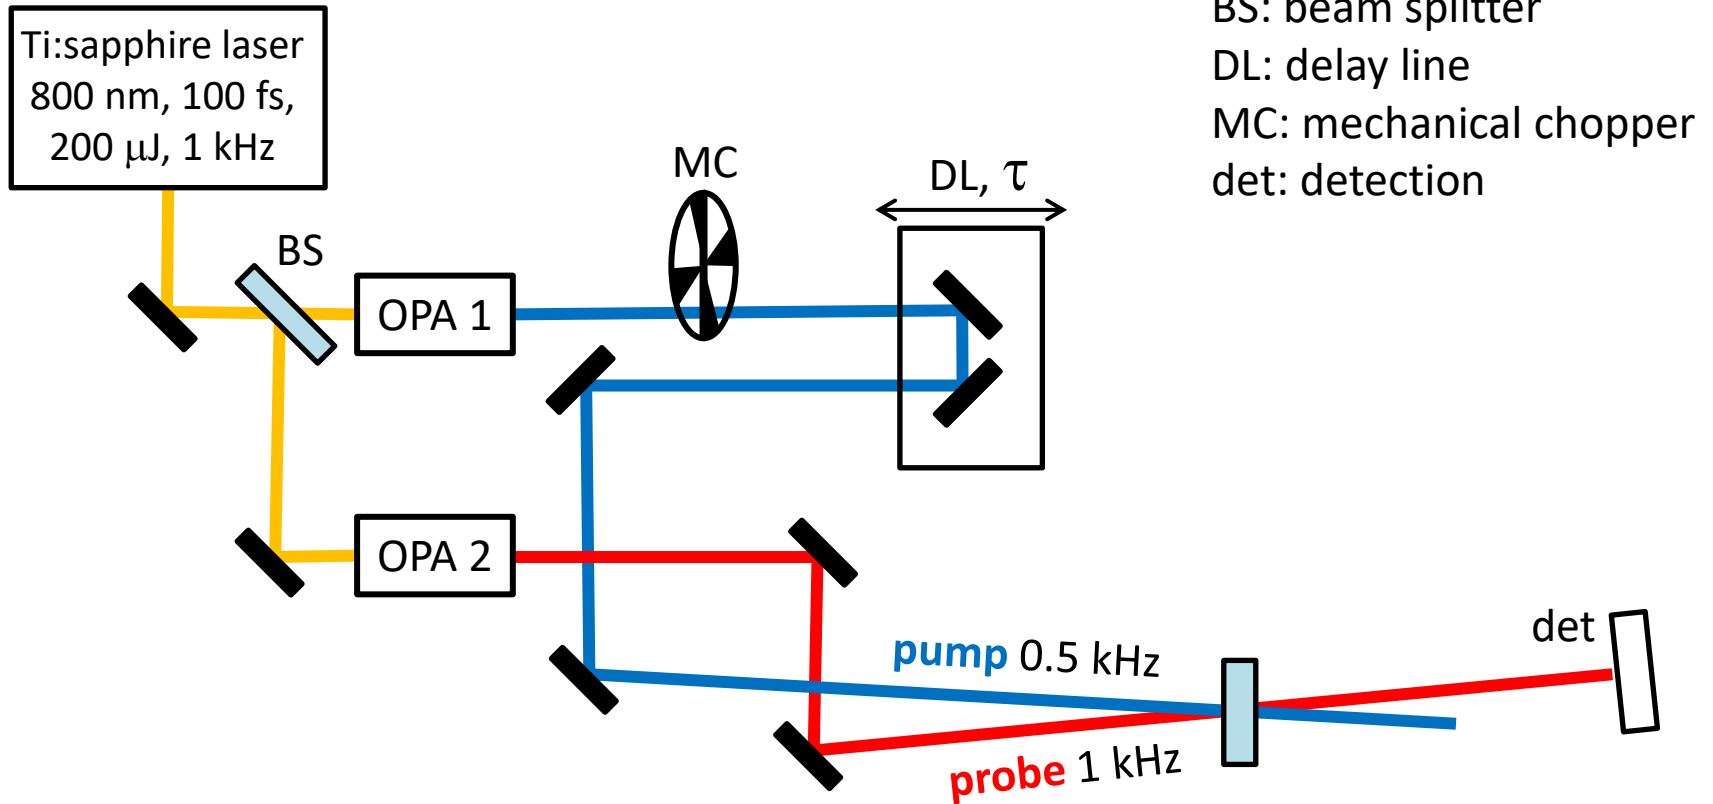 Ti:sapphire laser
800 nm, 100 fs,
200 μJ, 1 kHz
BS: beam splitter
DL: delay line
MC: mechanical chopper
det: detection
MC
DL, τ
BS
OPA 1
OPA 2
pump 0.5 kHz
probe 1 kHz
det